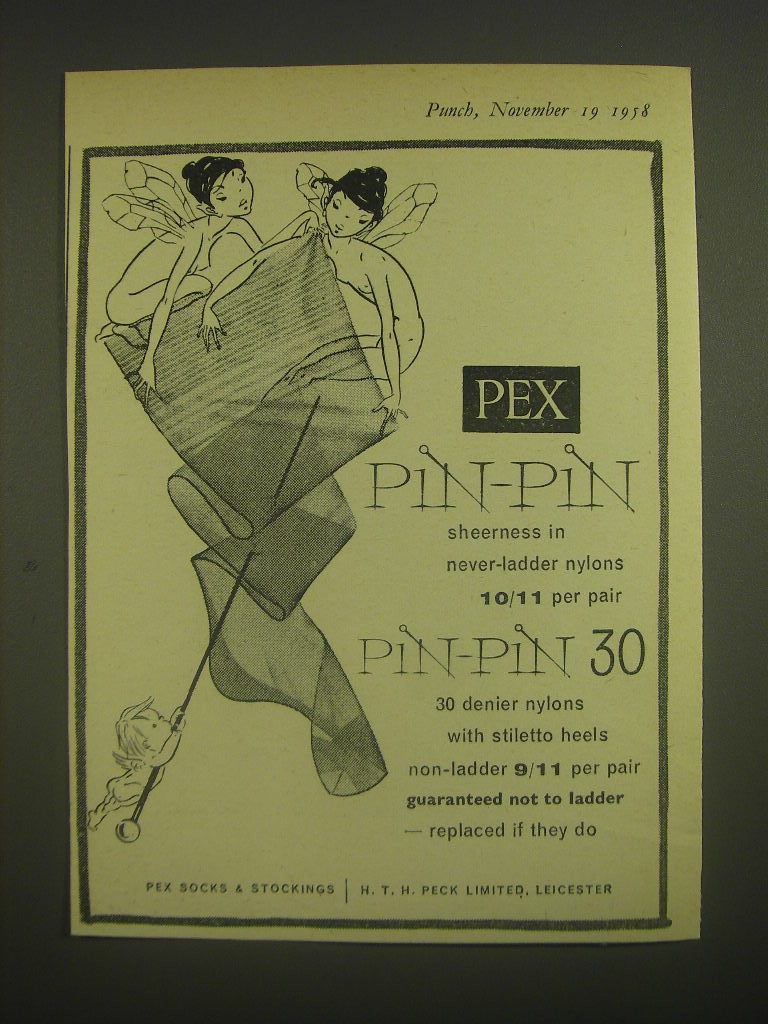 Punch, November 19 1958
PEX
PiN-PiN
sheerness in
never-ladder nylons
10/11 per pair
PiN-PiN 30
30 denier nylons
with stiletto heels
non-ladder 9/11 per pair
guaranteed not to ladder
— replaced if they do
PEX SOCKS & STOCKINGS | H. T. H. PECK LIMITED, LEICESTER